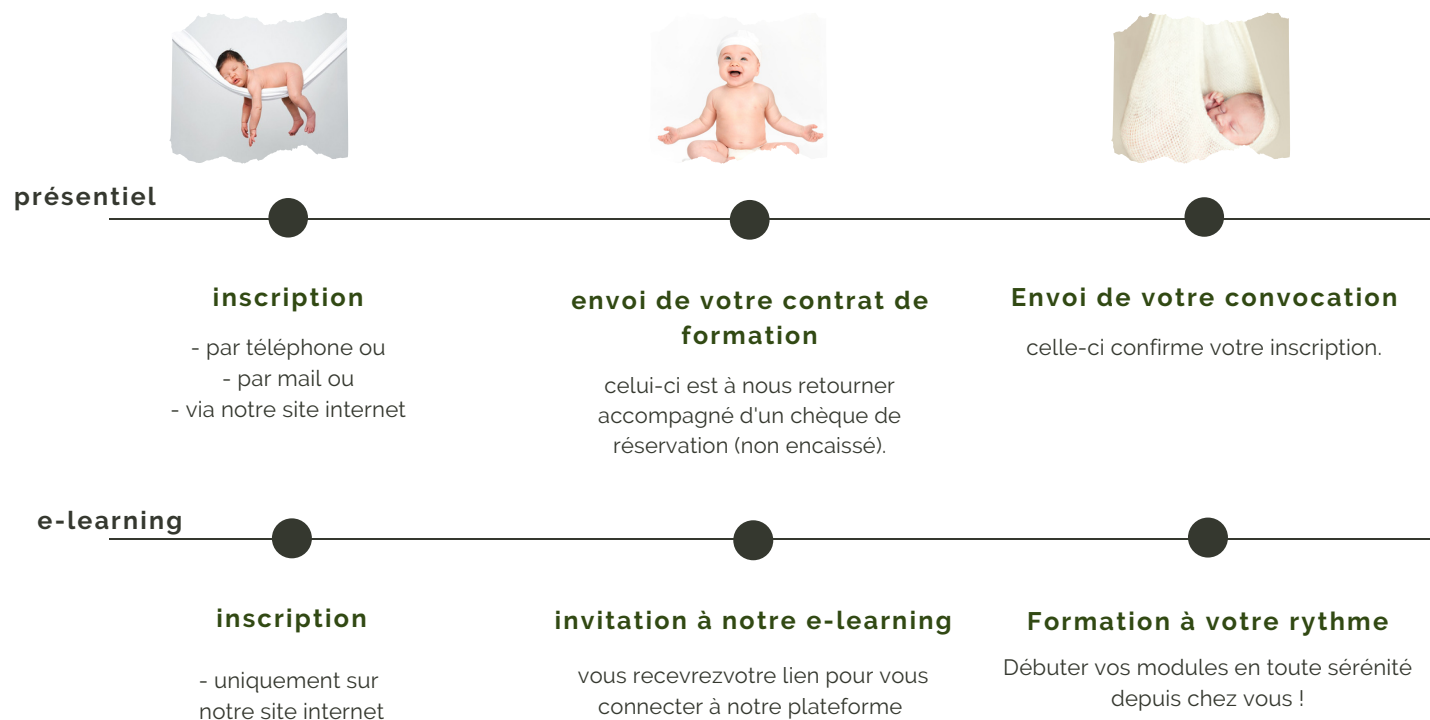 présentiel
inscription
- par téléphone ou
- par mail ou
- via notre site internet
envoi de votre contrat de
formation
celui-ci est à nous retourner
accompagné d'un chèque de
réservation (non encaissé).
Envoi de votre convocation
celle-ci confirme votre inscription.
e-learning
inscription
- uniquement sur
notre site internet
invitation à notre e-learning
vous recevrezvotre lien pour vous
connecter à notre plateforme
Formation à votre rythme
Débuter vos modules en toute sérénité
depuis chez vous !